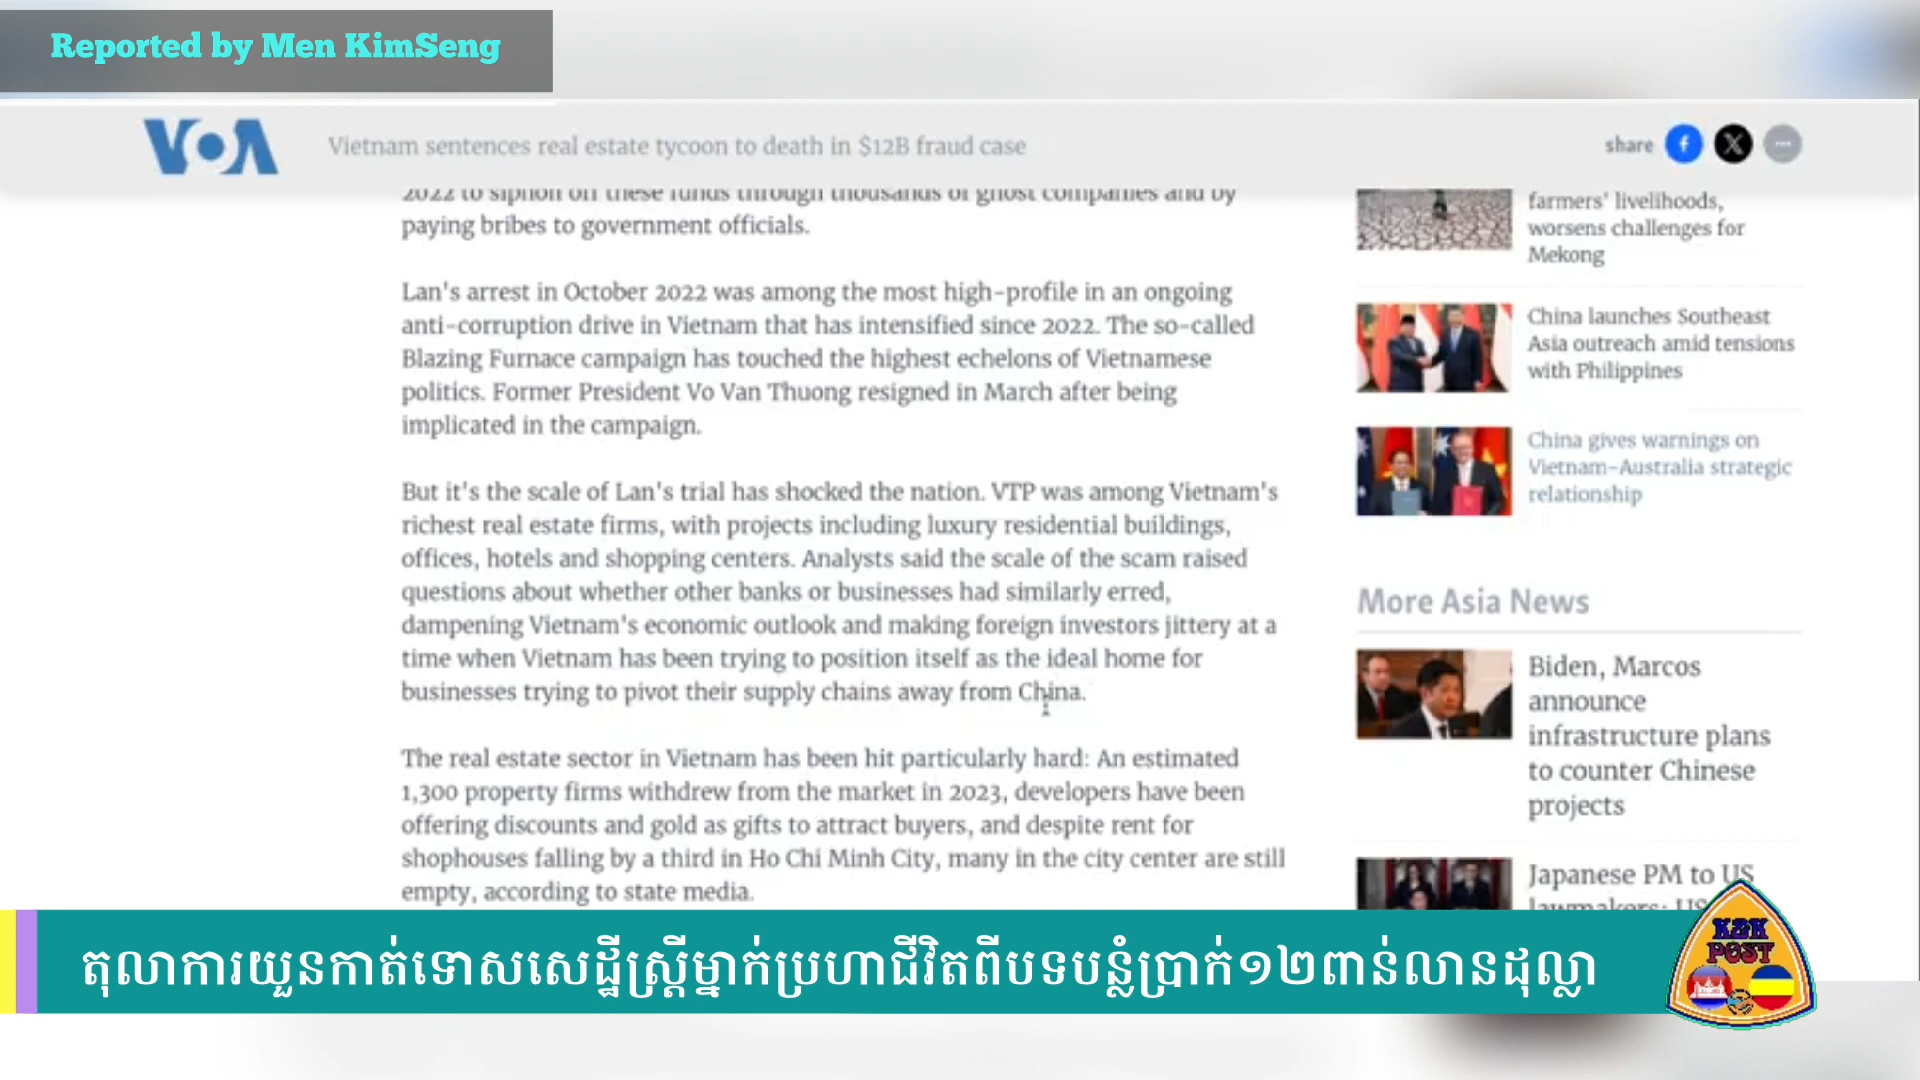 Reported by Men KimSeng
VOA
Vietnam sentences real estate tycoon to death in $12B fraud case
share
2022 to siphon off these funds through thousands of ghost companies and by
paying bribes to government officials.
Lan's arrest in October 2022 was among the most high-profile in an ongoing
anti-corruption drive in Vietnam that has intensified since 2022. The so-called
Blazing Furnace campaign has touched the highest echelons of Vietnamese
politics. Former President Vo Van Thuong resigned in March after being
implicated in the campaign.
But it's the scale of Lan's trial has shocked the nation. VTP was among Vietnam's
richest real estate firms, with projects including luxury residential buildings,
offices, hotels and shopping centers. Analysts said the scale of the scam raised
questions about whether other banks or businesses had similarly erred,
dampening Vietnam's economic outlook and making foreign investors jittery at a
time when Vietnam has been trying to position itself as the ideal home for
businesses trying to pivot their supply chains away from China.
The real estate sector in Vietnam has been hit particularly hard: An estimated
1,300 property firms withdrew from the market in 2023, developers have been
offering discounts and gold as gifts to attract buyers, and despite rent for
shophouses falling by a third in Ho Chi Minh City, many in the city center are still
empty, according to state media.
farmers' livelihoods,
worsens challenges for
Mekong
China launches Southeast
Asia outreach amid tensions
with Philippines
China gives warnings on
Vietnam-Australia strategic
relationship
More Asia News
Biden, Marcos
announce
infrastructure plans
to counter Chinese
projects
Japanese PM to US
lawmakers: US
តុលាការយួនកាត់ទោសសេដ្ឋីស្ត្រីម្នាក់ប្រហាជីវិតពីបទបន្លំប្រាក់១២ពាន់លានដុល្លា
K&K
POST